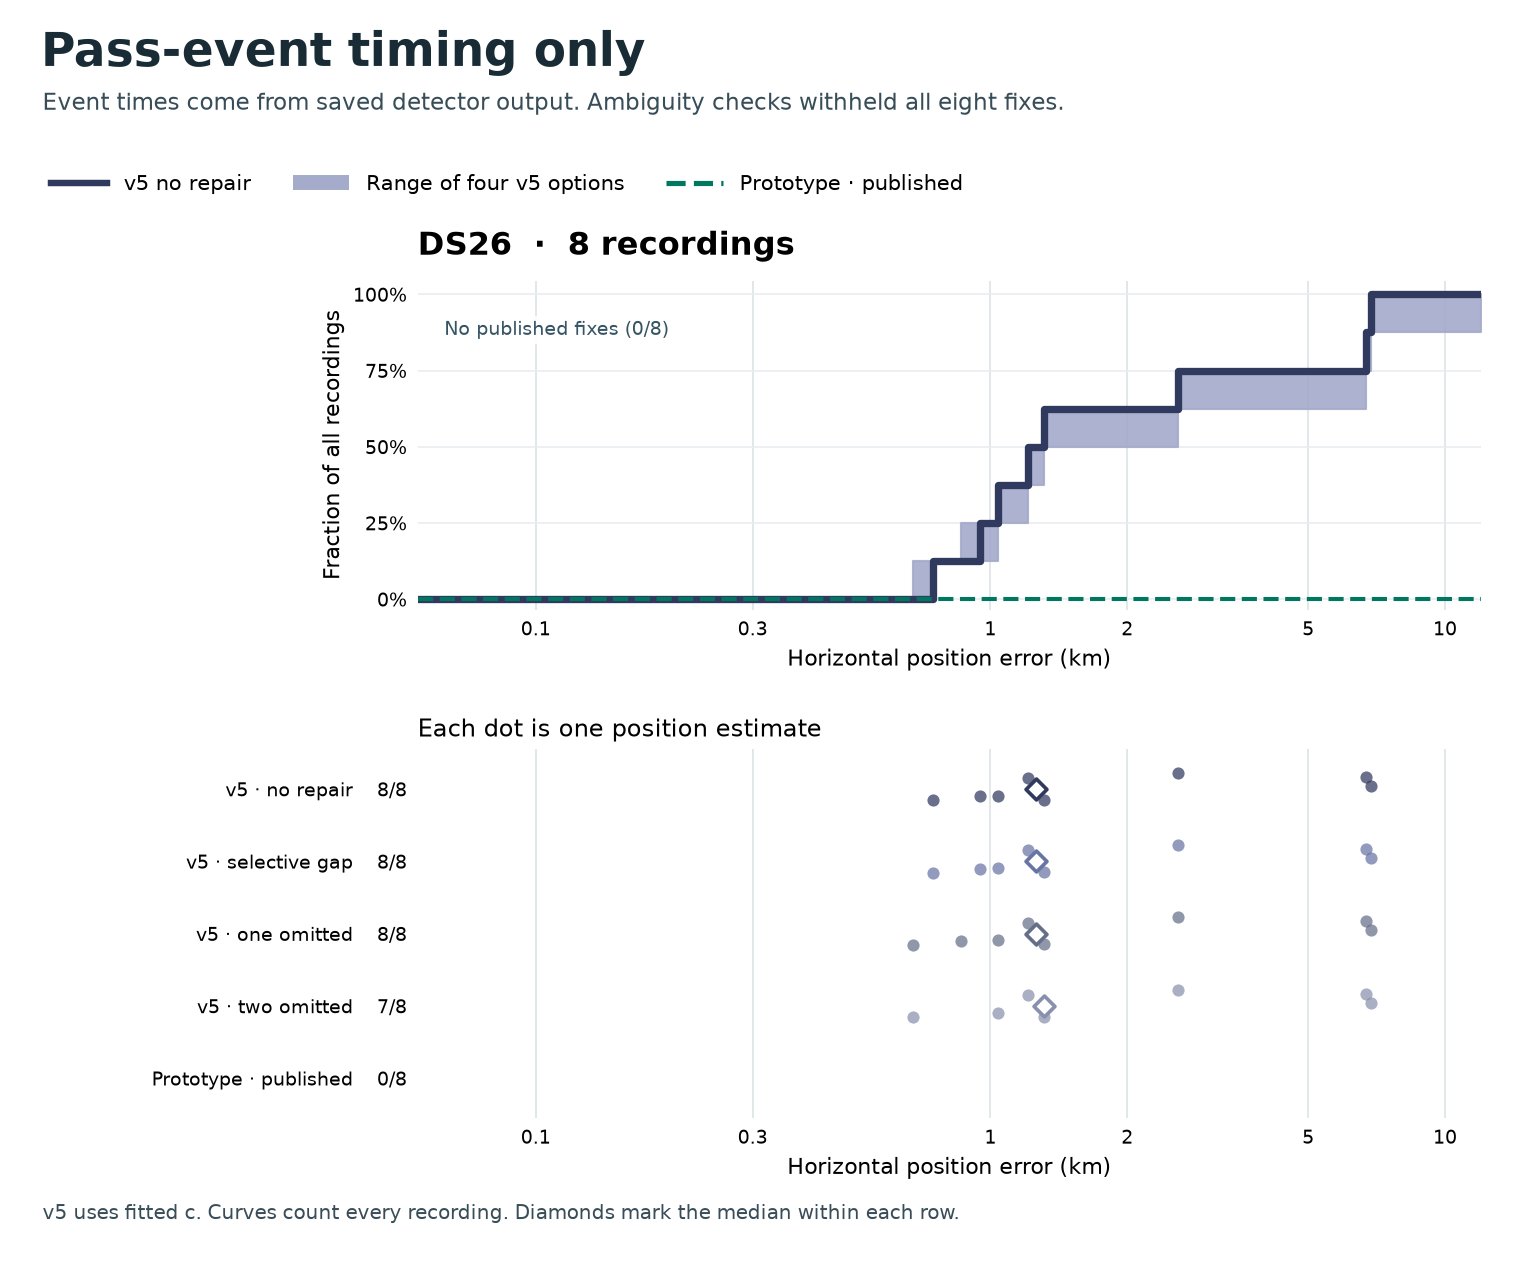 Pass-event timing only
Event times come from saved detector output. Ambiguity checks withheld all eight fixes.
v5 no repair
Range of four v5 options
Prototype · published
DS26 · 8 recordings
Fraction of all recordings
100%
75%
50%
25%
0%
No published fixes (0/8)
0.1
0.3
1
2
5
10
Horizontal position error (km)
Each dot is one position estimate
v5 · no repair 8/8
v5 · selective gap 8/8
v5 · one omitted 8/8
v5 · two omitted 7/8
Prototype · published 0/8
0.1
0.3
1
2
5
10
Horizontal position error (km)
v5 uses fitted c. Curves count every recording. Diamonds mark the median within each row.